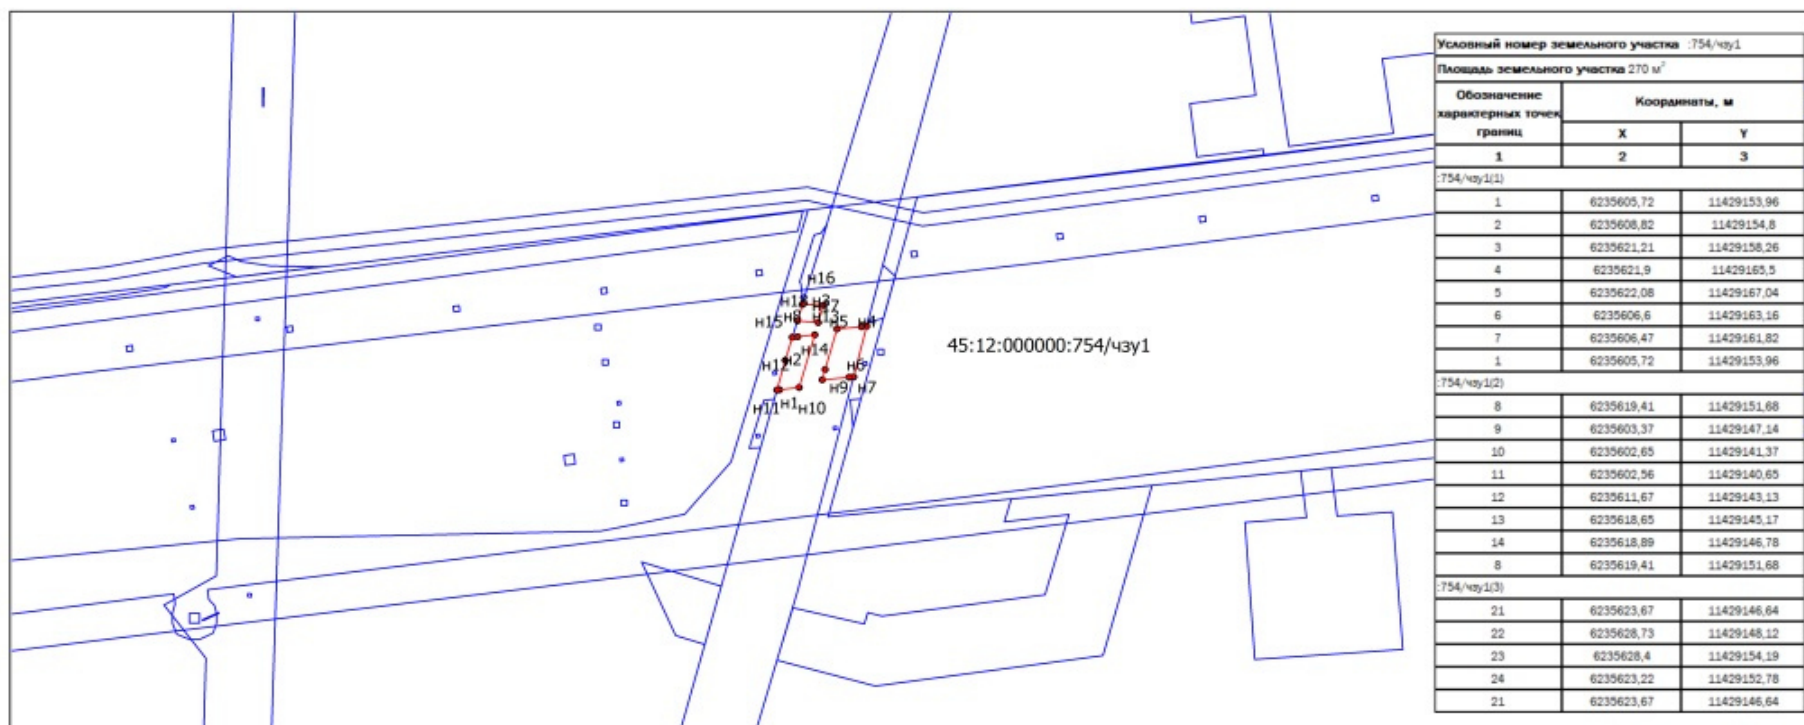 н16
н18 н3
н17
н15 н8 н13 н5 н4
н14
н12 н2 н6
н9 н7
н11 н1 н10
45:12:000000:754/чзу1
Условный номер земельного участка :754/чзу1
Площадь земельного участка 270 м²
Обозначение характерных точек границ
Координаты, м
X Y
1 2 3
:754/чзу1(1)
1 6235605,72 11429153,96
2 6235608,82 11429154,8
3 6235621,21 11429158,26
4 6235621,9 11429165,5
5 6235622,08 11429167,04
6 6235606,6 11429163,16
7 6235606,47 11429161,82
1 6235605,72 11429153,96
:754/чзу1(2)
8 6235619,41 11429151,68
9 6235603,37 11429147,14
10 6235602,65 11429141,37
11 6235602,56 11429140,65
12 6235611,67 11429143,13
13 6235618,65 11429145,17
14 6235618,89 11429146,78
8 6235619,41 11429151,68
:754/чзу1(3)
21 6235623,67 11429146,64
22 6235628,73 11429148,12
23 6235628,4 11429154,19
24 6235623,22 11429152,78
21 6235623,67 11429146,64